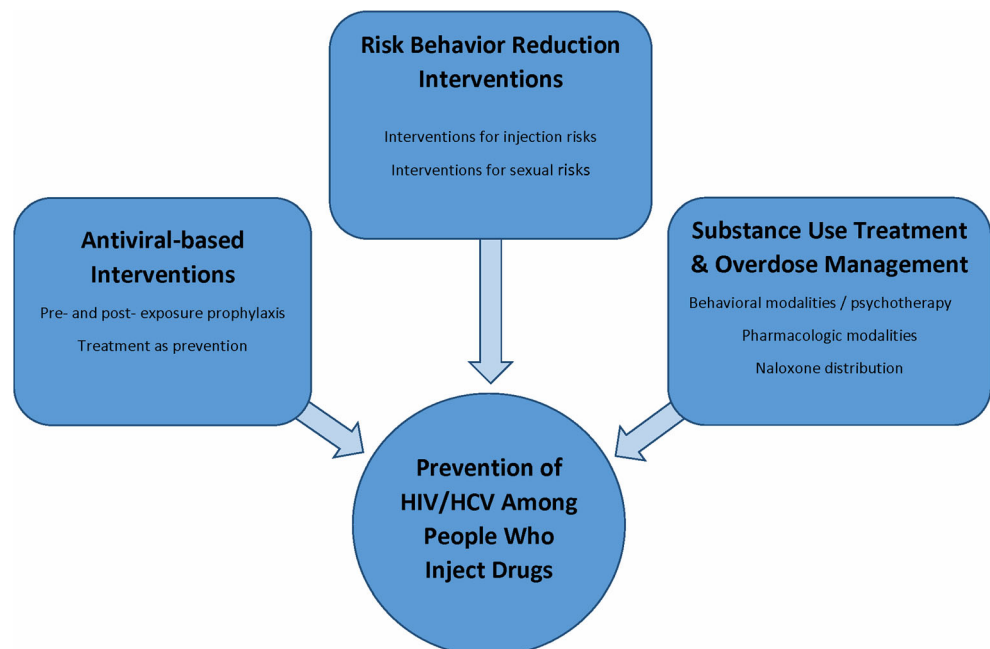 Risk Behavior Reduction
Interventions
Interventions for injection risks
Interventions for sexual risks
Antiviral-based
Interventions
Pre- and post- exposure prophylaxis
Treatment as prevention
Substance Use Treatment
& Overdose Management
Behavioral modalities / psychotherapy
Pharmacologic modalities
Naloxone distribution
Prevention of
HIV/HCV Among
People Who
Inject Drugs